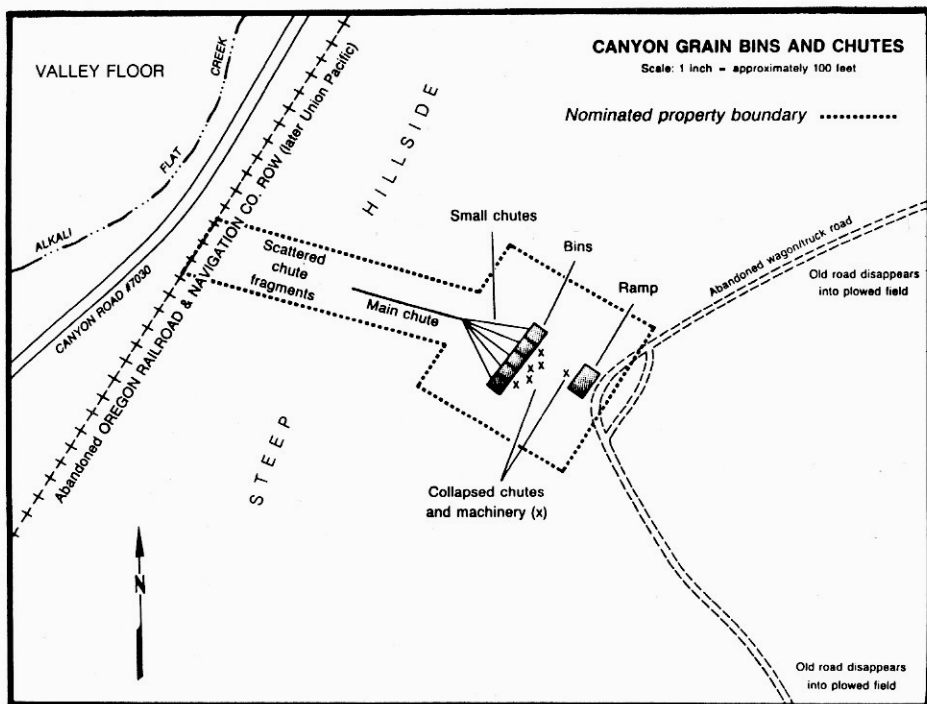 CANYON GRAIN BINS AND CHUTES
Scale: 1 inch = approximately 100 feet
Nominated property boundary
VALLEY FLOOR
ALKALI FLAT CREEK
CANYON ROAD #7030
Abandoned OREGON RAILROAD & NAVIGATION CO. ROW (later Union Pacific)
STEEP HILLSIDE
Small chutes
Bins
Ramp
Scattered
chute
fragments
Main chute
Abandoned wagon/truck road
Old road disappears
into plowed field
Collapsed chutes
and machinery (x)
x
x
x
x
x
x
x
N
Old road disappears
into plowed field